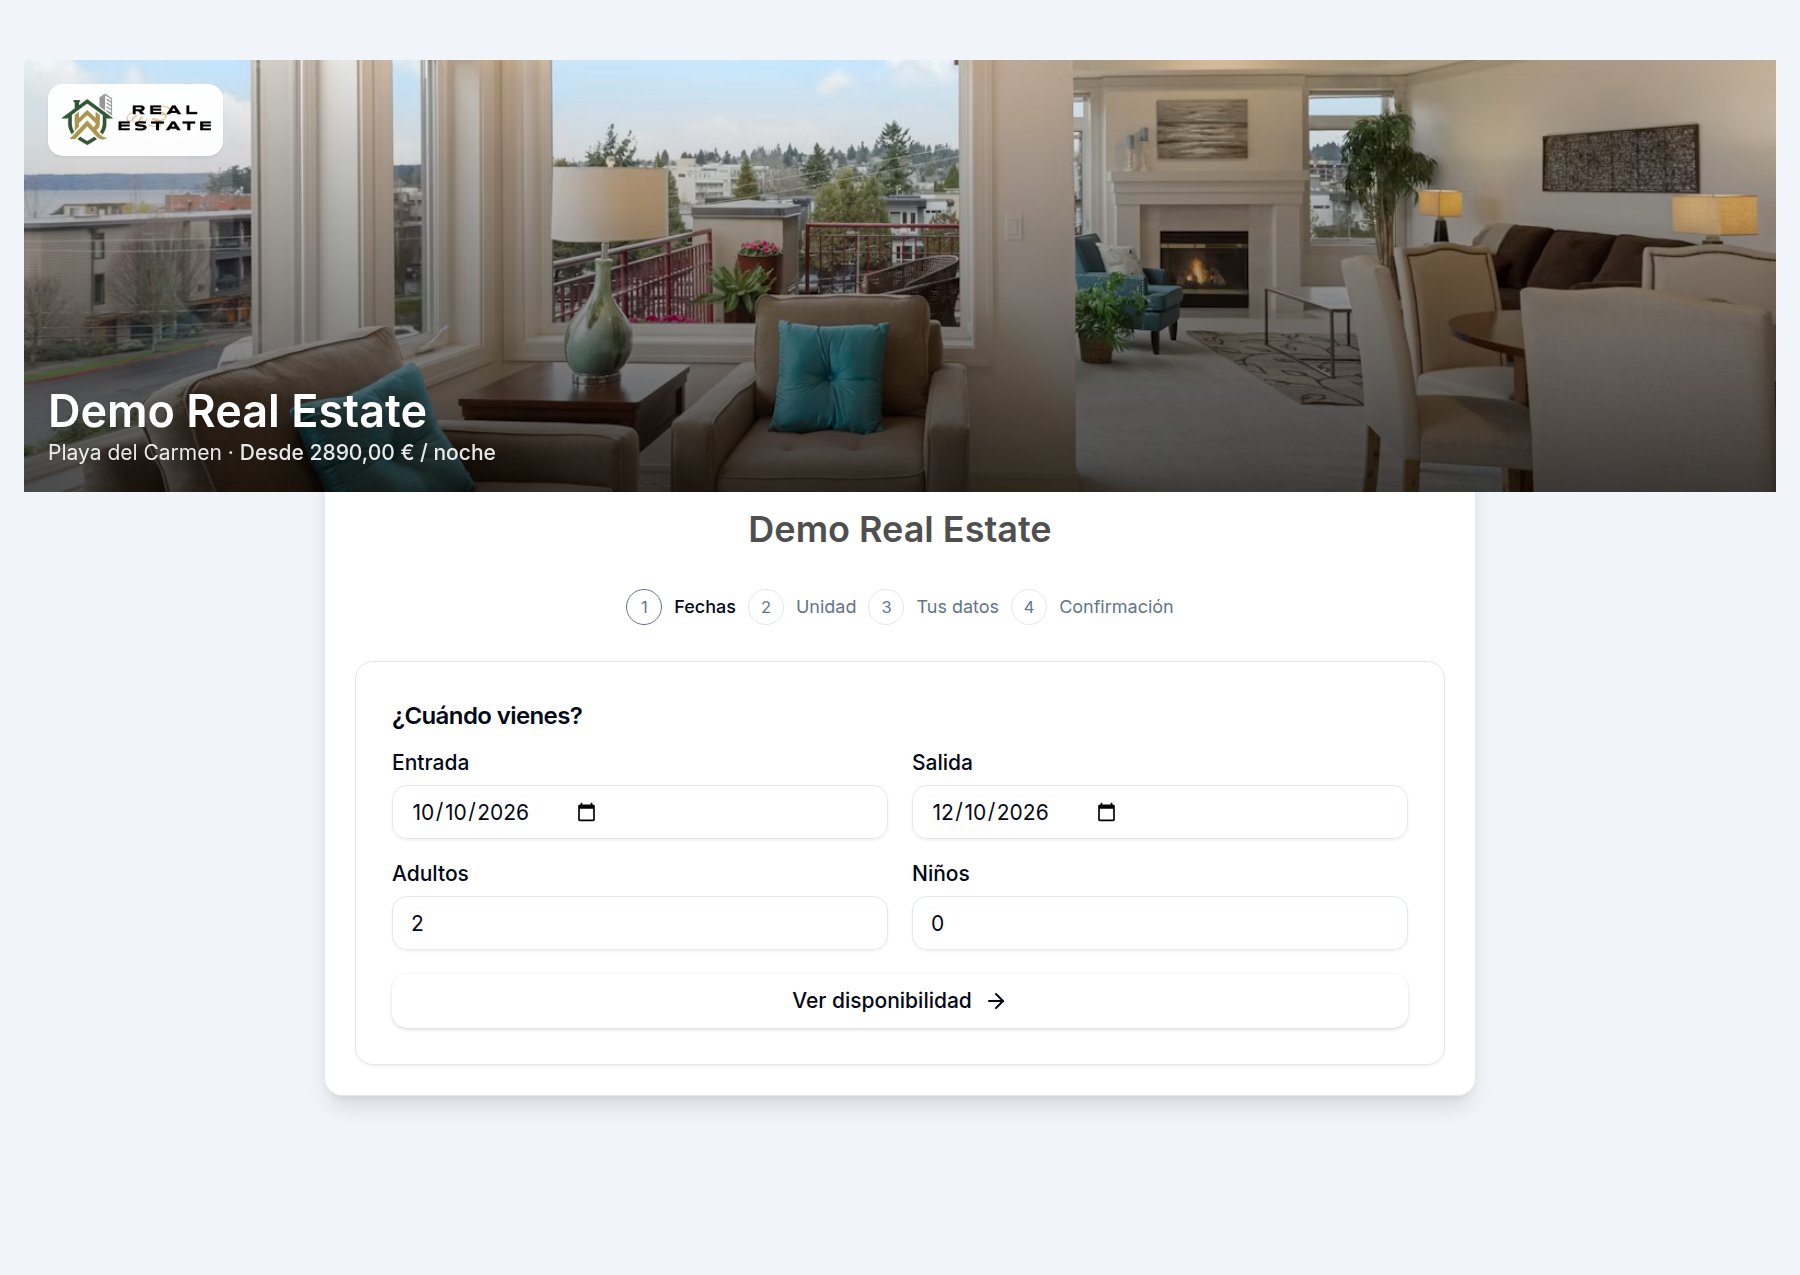 REAL
ESTATE
Demo Real Estate
Playa del Carmen · Desde 2890,00 € / noche
Demo Real Estate
1 Fechas 2 Unidad 3 Tus datos 4 Confirmación
¿Cuándo vienes?
Entrada Salida
10/10/2026 12/10/2026
Adultos Niños
2 0
Ver disponibilidad →